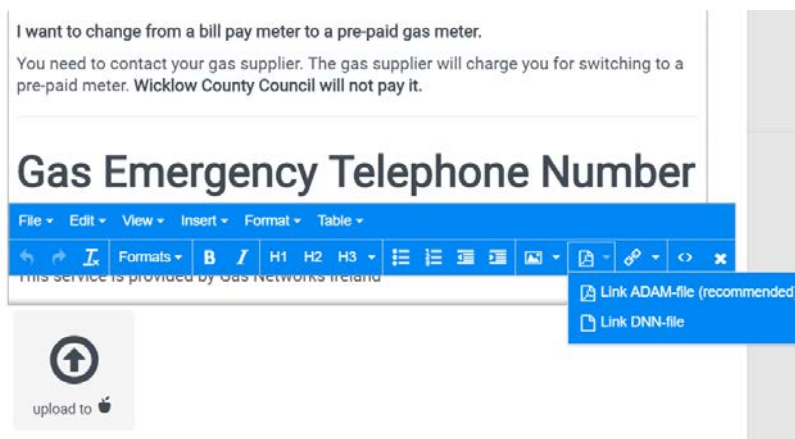 I want to change from a bill pay meter to a pre-paid gas meter.
You need to contact your gas supplier. The gas supplier will charge you for switching to a
pre-paid meter. Wicklow County Council will not pay it.
Gas Emergency Telephone Number
File Edit View Insert Format Table
Formats B I H1 H2 H3
This service is provided by Gas Networks Ireland
Link ADAM-file (recommended)
Link DNN-file
upload to